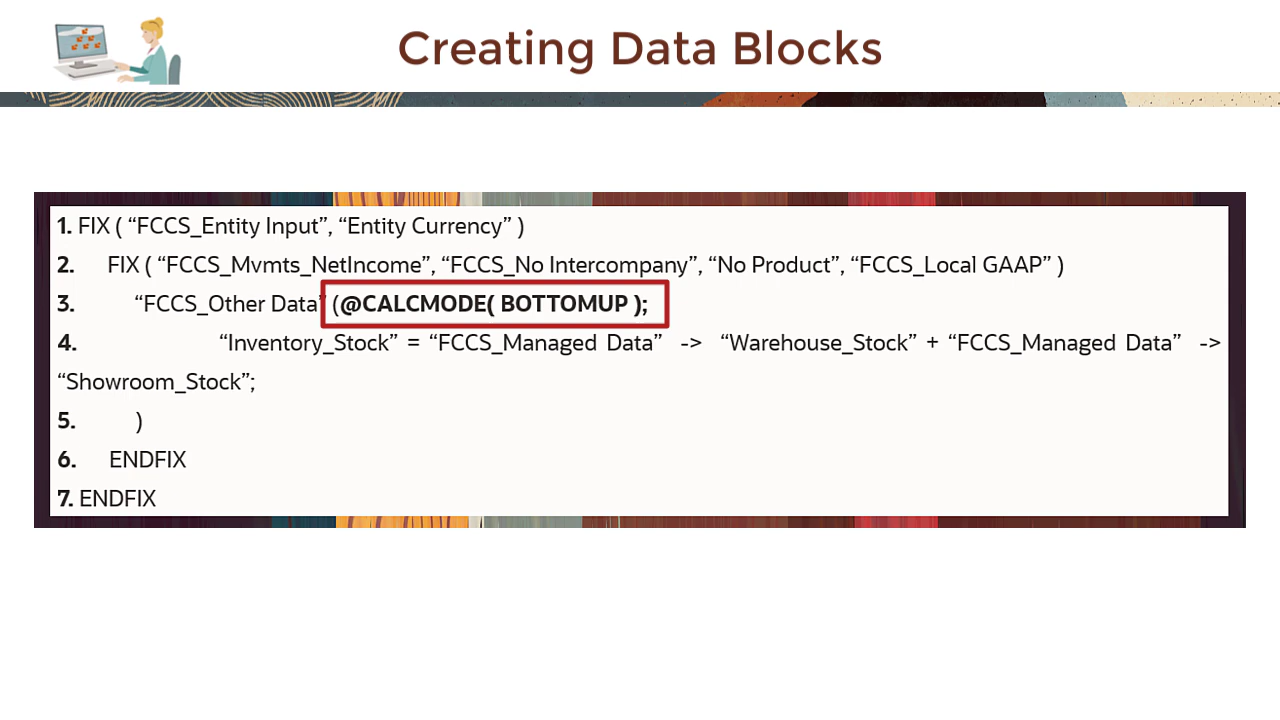 Creating Data Blocks
1. FIX ( “FCCS_Entity Input”, “Entity Currency” )
2. FIX ( “FCCS_Mvmts_NetIncome”, “FCCS_No Intercompany”, “No Product”, “FCCS_Local GAAP” )
3. “FCCS_Other Data” (@CALCMODE( BOTTOMUP );
4. “Inventory_Stock” = “FCCS_Managed Data” -> “Warehouse_Stock” + “FCCS_Managed Data” ->
“Showroom_Stock”;
5. )
6. ENDFIX
7. ENDFIX